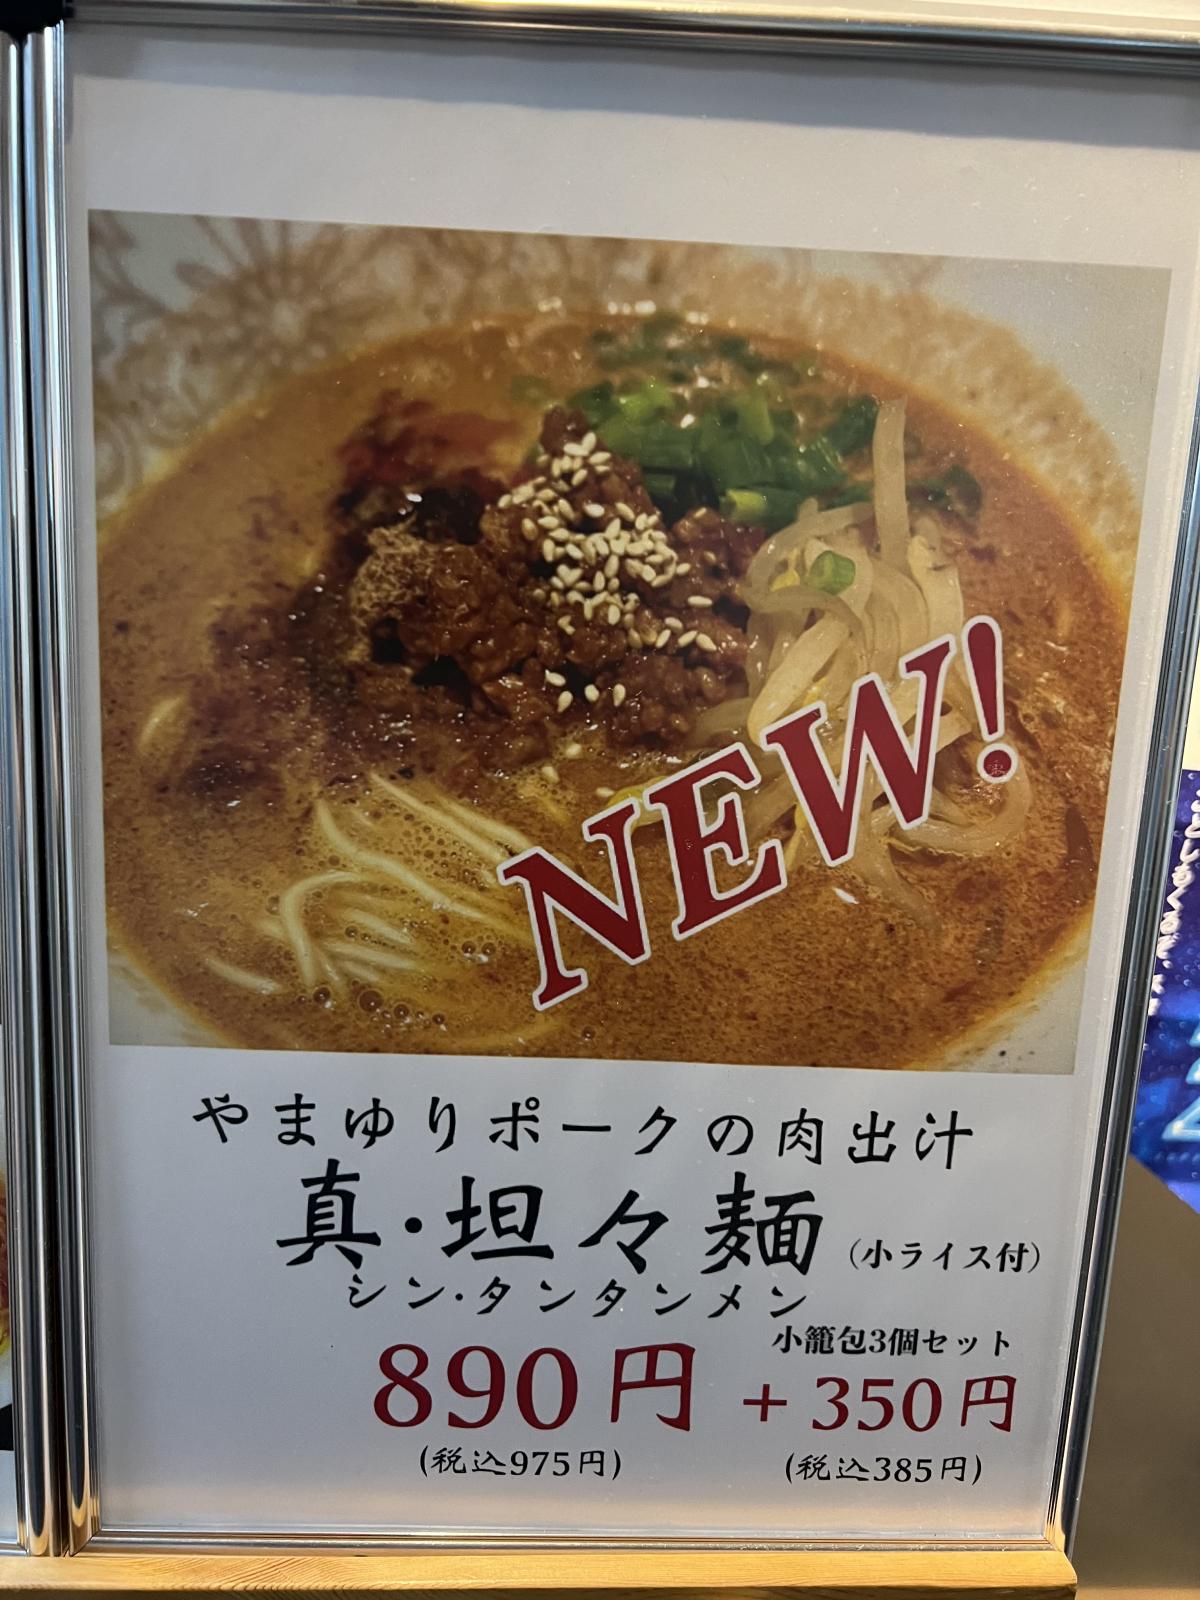 NEW!
やまゆりポークの肉出汁
真・坦々麺 (小ライス付)
シン・タンタンメン
小籠包3個セット
890円 +350円
(税込975円) (税込385円)